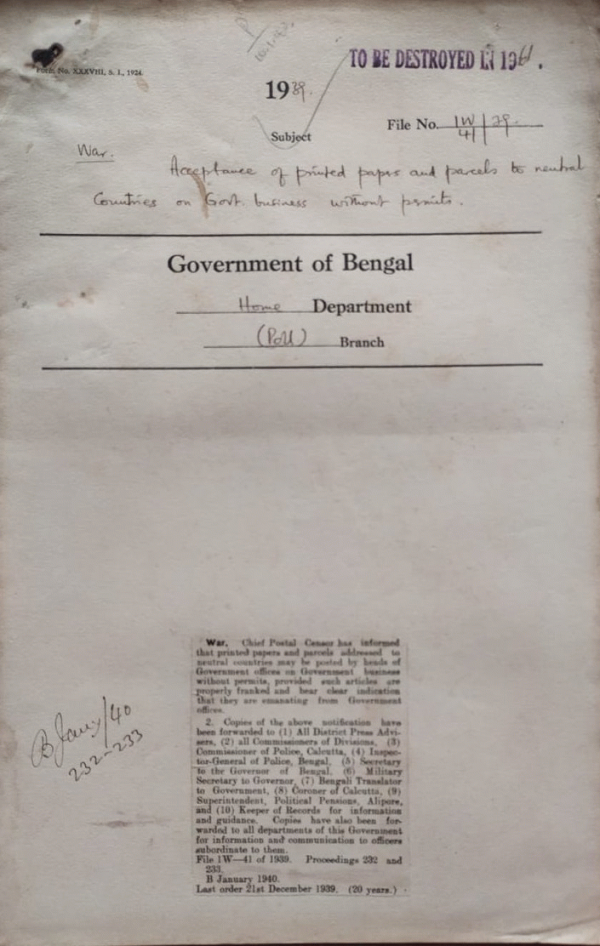 Form No. XXXVIII, S. I., 1924.
TO BE DESTROYED IN 1961.
1939.
Subject
File No. 1W/41/39.
War.
Acceptance of printed papers and parcels to neutral
Countries on Govt. business without permits.
Government of Bengal
Home Department
(Poll) Branch
War. Chief Postal Censor has informed
that printed papers and parcels addressed to
neutral countries may be posted by heads of
Government offices on Government business
without permits, provided such articles are
properly franked and bear clear indication
that they are emanating from Government
offices.
2. Copies of the above notification have
been forwarded to (1) All District Press Advi-
sers, (2) all Commissioners of Divisions, (3)
Commissioner of Police, Calcutta, (4) Inspec-
tor-General of Police, Bengal, (5) Secretary
to the Governor of Bengal, (6) Military
Secretary to Governor, (7) Bengali Translator
to Government, (8) Coroner of Calcutta, (9)
Superintendent, Political Pensions, Alipore,
and (10) Keeper of Records for information
and guidance. Copies have also been for-
warded to all departments of this Government
for information and communication to officers
subordinate to them.
File 1W—41 of 1939. Proceedings 232 and
233.
B January 1940.
Last order 21st December 1939. (20 years.)
B Jany/40
232-233